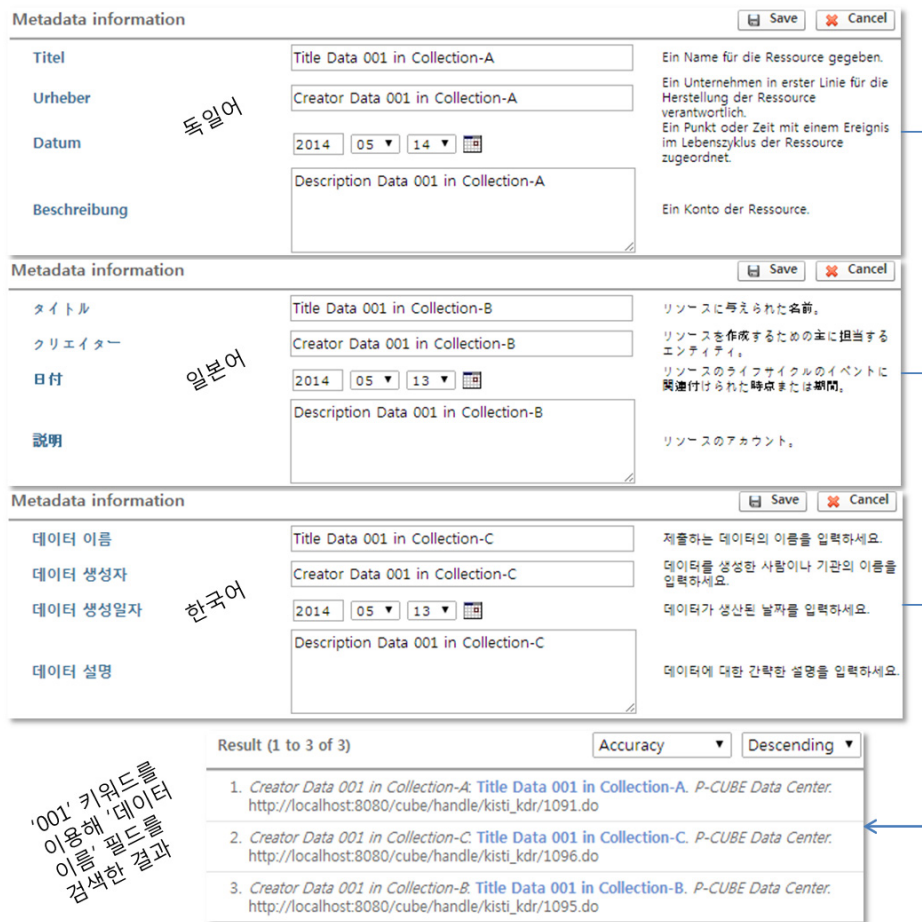 Metadata information
Save
Cancel
Titel
Title Data 001 in Collection-A
Ein Name für die Ressource gegeben.
Urheber
Creator Data 001 in Collection-A
Ein Unternehmen in erster Linie für die
Herstellung der Ressource
verantwortlich.
독일어
Datum
2014 05 14
Ein Punkt oder Zeit mit einem Ereignis
im Lebenszyklus der Ressource
zugeordnet.
Beschreibung
Description Data 001 in Collection-A
Ein Konto der Ressource.
Metadata information
Save
Cancel
タイトル
Title Data 001 in Collection-B
リソースに与えられた名前。
クリエイター
Creator Data 001 in Collection-B
リソースを作成するための主に担当する
エンティティ。
일본어
日付
2014 05 13
リソースのライフサイクルのイベントに
関連付けられた時点または期間。
説明
Description Data 001 in Collection-B
リソースのアカウント。
Metadata information
Save
Cancel
데이터 이름
Title Data 001 in Collection-C
제출하는 데이터의 이름을 입력하세요.
데이터 생성자
Creator Data 001 in Collection-C
데이터를 생성한 사람이나 기관의 이름을
입력하세요.
한국어
데이터 생성일자
2014 05 13
데이터가 생산된 날짜를 입력하세요.
데이터 설명
Description Data 001 in Collection-C
데이터에 대한 간략한 설명을 입력하세요.
'001' 키워드를
이용해 '데이터
이름' 필드를
검색한 결과
Result (1 to 3 of 3)
Accuracy
Descending
1. Creator Data 001 in Collection-A: Title Data 001 in Collection-A. P-CUBE Data Center.
http://localhost:8080/cube/handle/kisti_kdr/1091.do
2. Creator Data 001 in Collection-C: Title Data 001 in Collection-C. P-CUBE Data Center.
http://localhost:8080/cube/handle/kisti_kdr/1096.do
3. Creator Data 001 in Collection-B: Title Data 001 in Collection-B. P-CUBE Data Center.
http://localhost:8080/cube/handle/kisti_kdr/1095.do